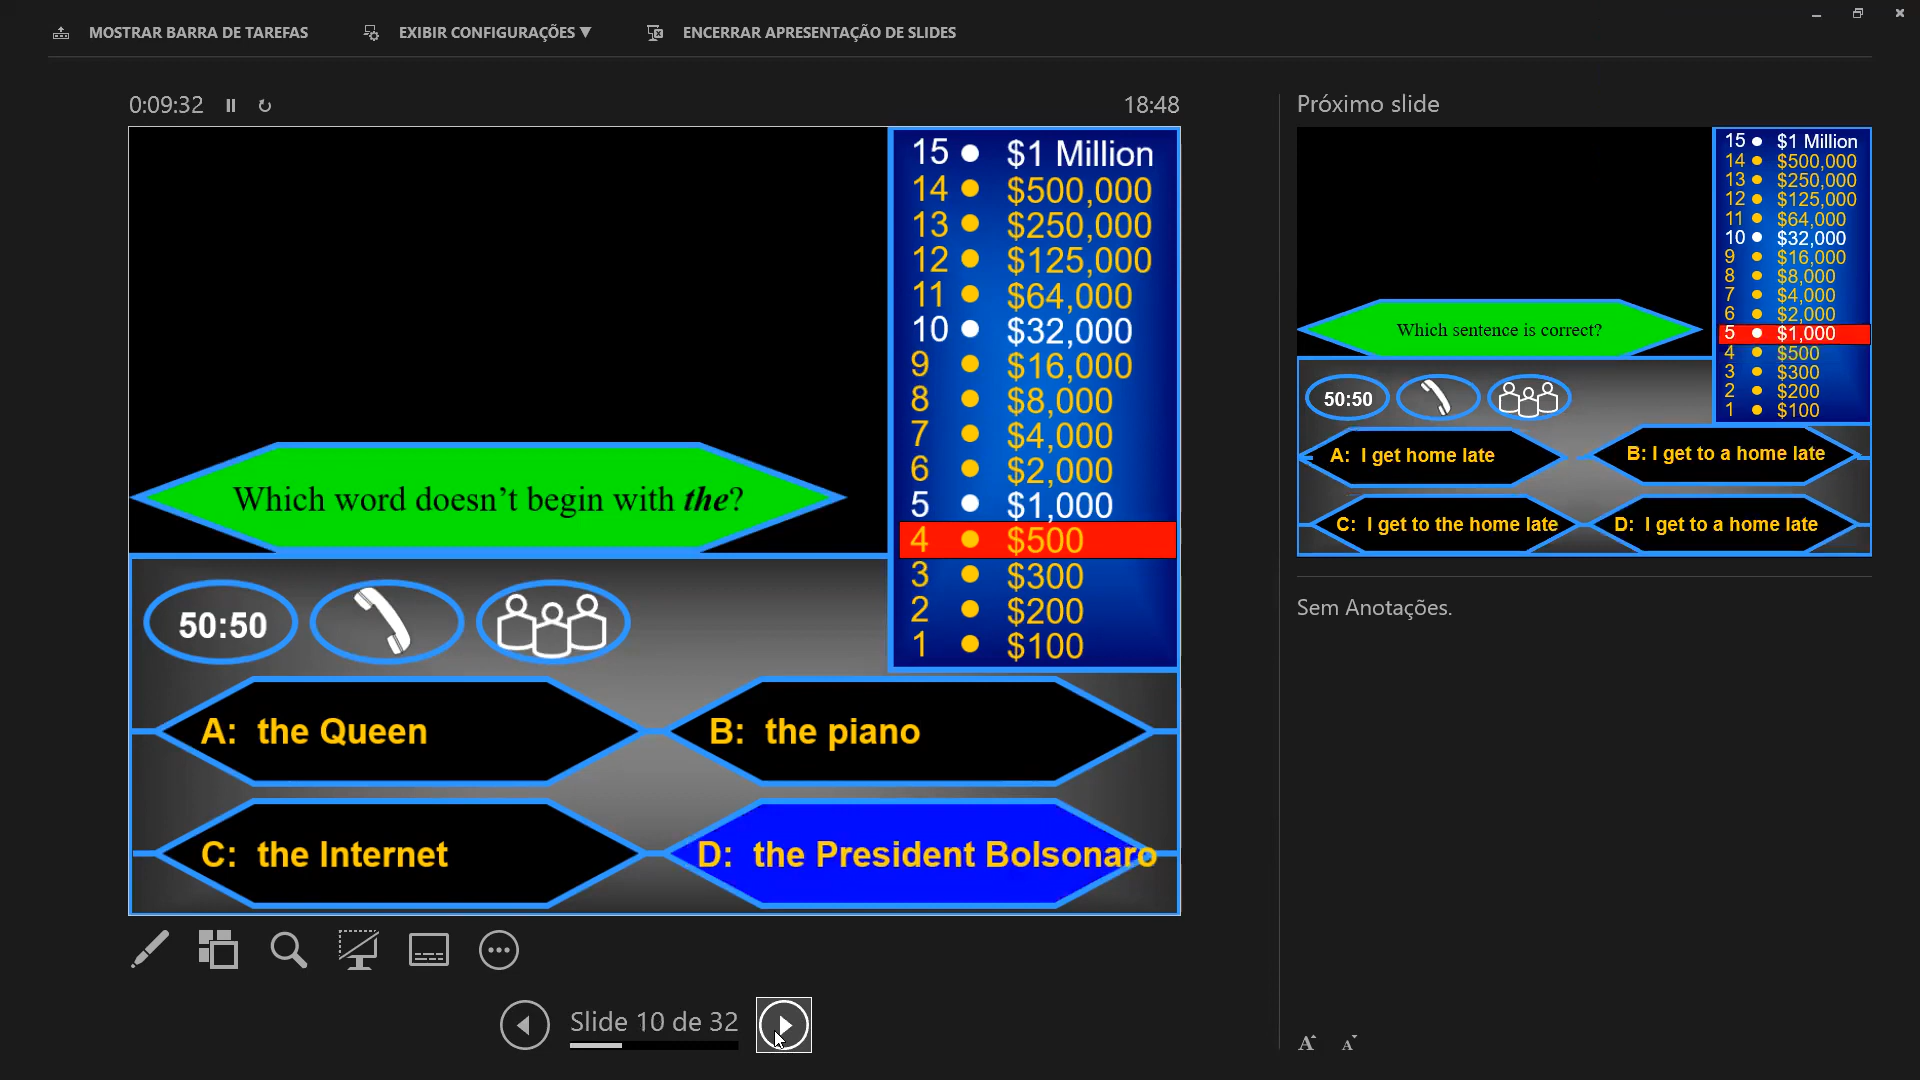 MOSTRAR BARRA DE TAREFAS
EXIBIR CONFIGURAÇÕES ▼
ENCERRAR APRESENTAÇÃO DE SLIDES
0:09:32
18:48
15 • $1 Million
14 • $500,000
13 • $250,000
12 • $125,000
11 • $64,000
10 • $32,000
9 • $16,000
8 • $8,000
7 • $4,000
6 • $2,000
5 • $1,000
4 • $500
3 • $300
2 • $200
1 • $100
Which word doesn’t begin with the?
50:50
A: the Queen
B: the piano
C: the Internet
D: the President Bolsonaro
Slide 10 de 32
Próximo slide
15 • $1 Million
14 • $500,000
13 • $250,000
12 • $125,000
11 • $64,000
10 • $32,000
9 • $16,000
8 • $8,000
7 • $4,000
6 • $2,000
5 • $1,000
4 • $500
3 • $300
2 • $200
1 • $100
Which sentence is correct?
50:50
A: I get home late
B: I get to a home late
C: I get to the home late
D: I get to a home late
Sem Anotações.
A A